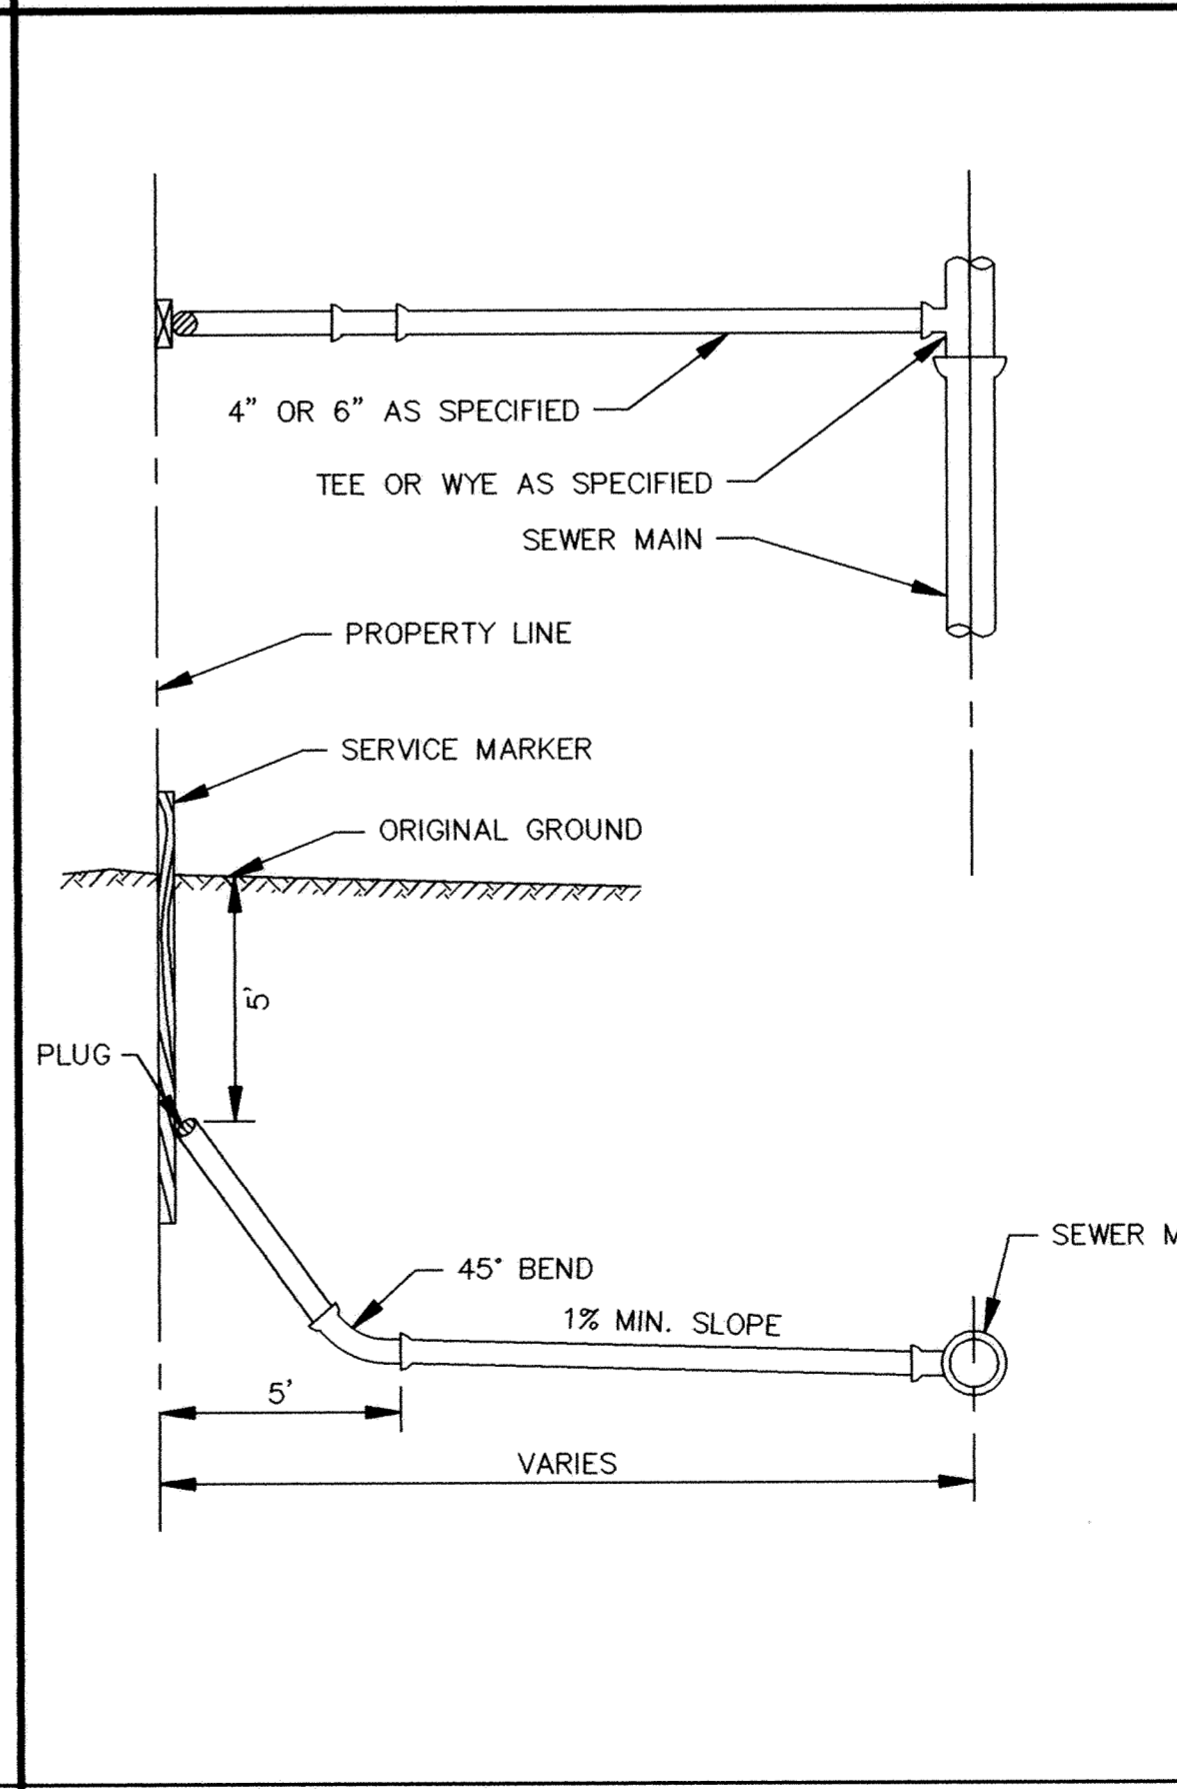 4" OR 6" AS SPECIFIED
TEE OR WYE AS SPECIFIED
SEWER MAIN
PROPERTY LINE
SERVICE MARKER
ORIGINAL GROUND
5'
PLUG
SEWER M
45° BEND
1% MIN. SLOPE
5'
VARIES